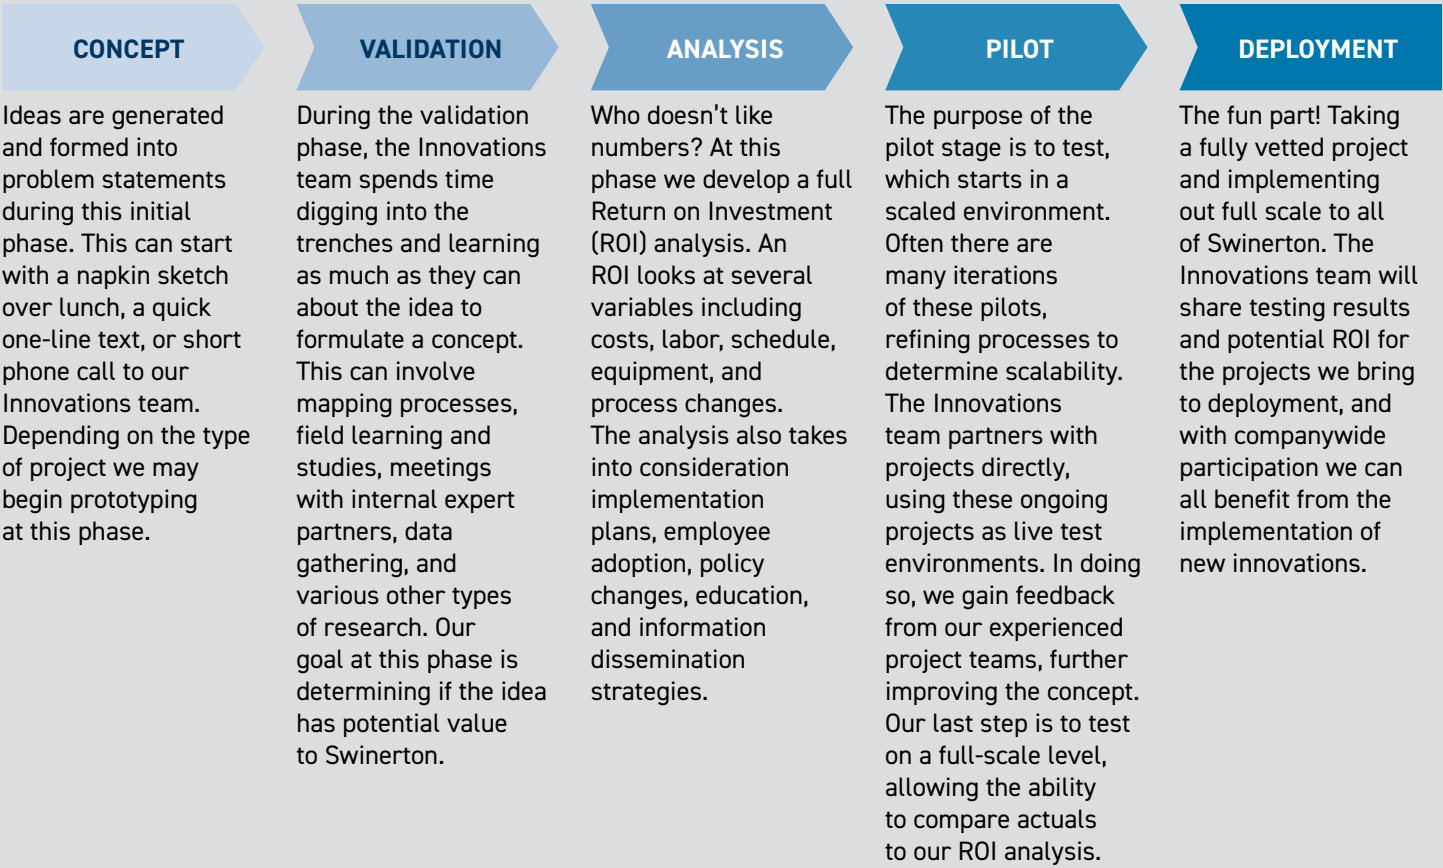 CONCEPT
Ideas are generated
and formed into
problem statements
during this initial
phase. This can start
with a napkin sketch
over lunch, a quick
one-line text, or short
phone call to our
Innovations team.
Depending on the type
of project we may
begin prototyping
at this phase.
VALIDATION
During the validation
phase, the Innovations
team spends time
digging into the
trenches and learning
as much as they can
about the idea to
formulate a concept.
This can involve
mapping processes,
field learning and
studies, meetings
with internal expert
partners, data
gathering, and
various other types
of research. Our
goal at this phase is
determining if the idea
has potential value
to Swinerton.
ANALYSIS
Who doesn’t like
numbers? At this
phase we develop a full
Return on Investment
(ROI) analysis. An
ROI looks at several
variables including
costs, labor, schedule,
equipment, and
process changes.
The analysis also takes
into consideration
implementation
plans, employee
adoption, policy
changes, education,
and information
dissemination
strategies.
PILOT
The purpose of the
pilot stage is to test,
which starts in a
scaled environment.
Often there are
many iterations
of these pilots,
refining processes to
determine scalability.
The Innovations
team partners with
projects directly,
using these ongoing
projects as live test
environments. In doing
so, we gain feedback
from our experienced
project teams, further
improving the concept.
Our last step is to test
on a full-scale level,
allowing the ability
to compare actuals
to our ROI analysis.
DEPLOYMENT
The fun part! Taking
a fully vetted project
and implementing
out full scale to all
of Swinerton. The
Innovations team will
share testing results
and potential ROI for
the projects we bring
to deployment, and
with companywide
participation we can
all benefit from the
implementation of
new innovations.